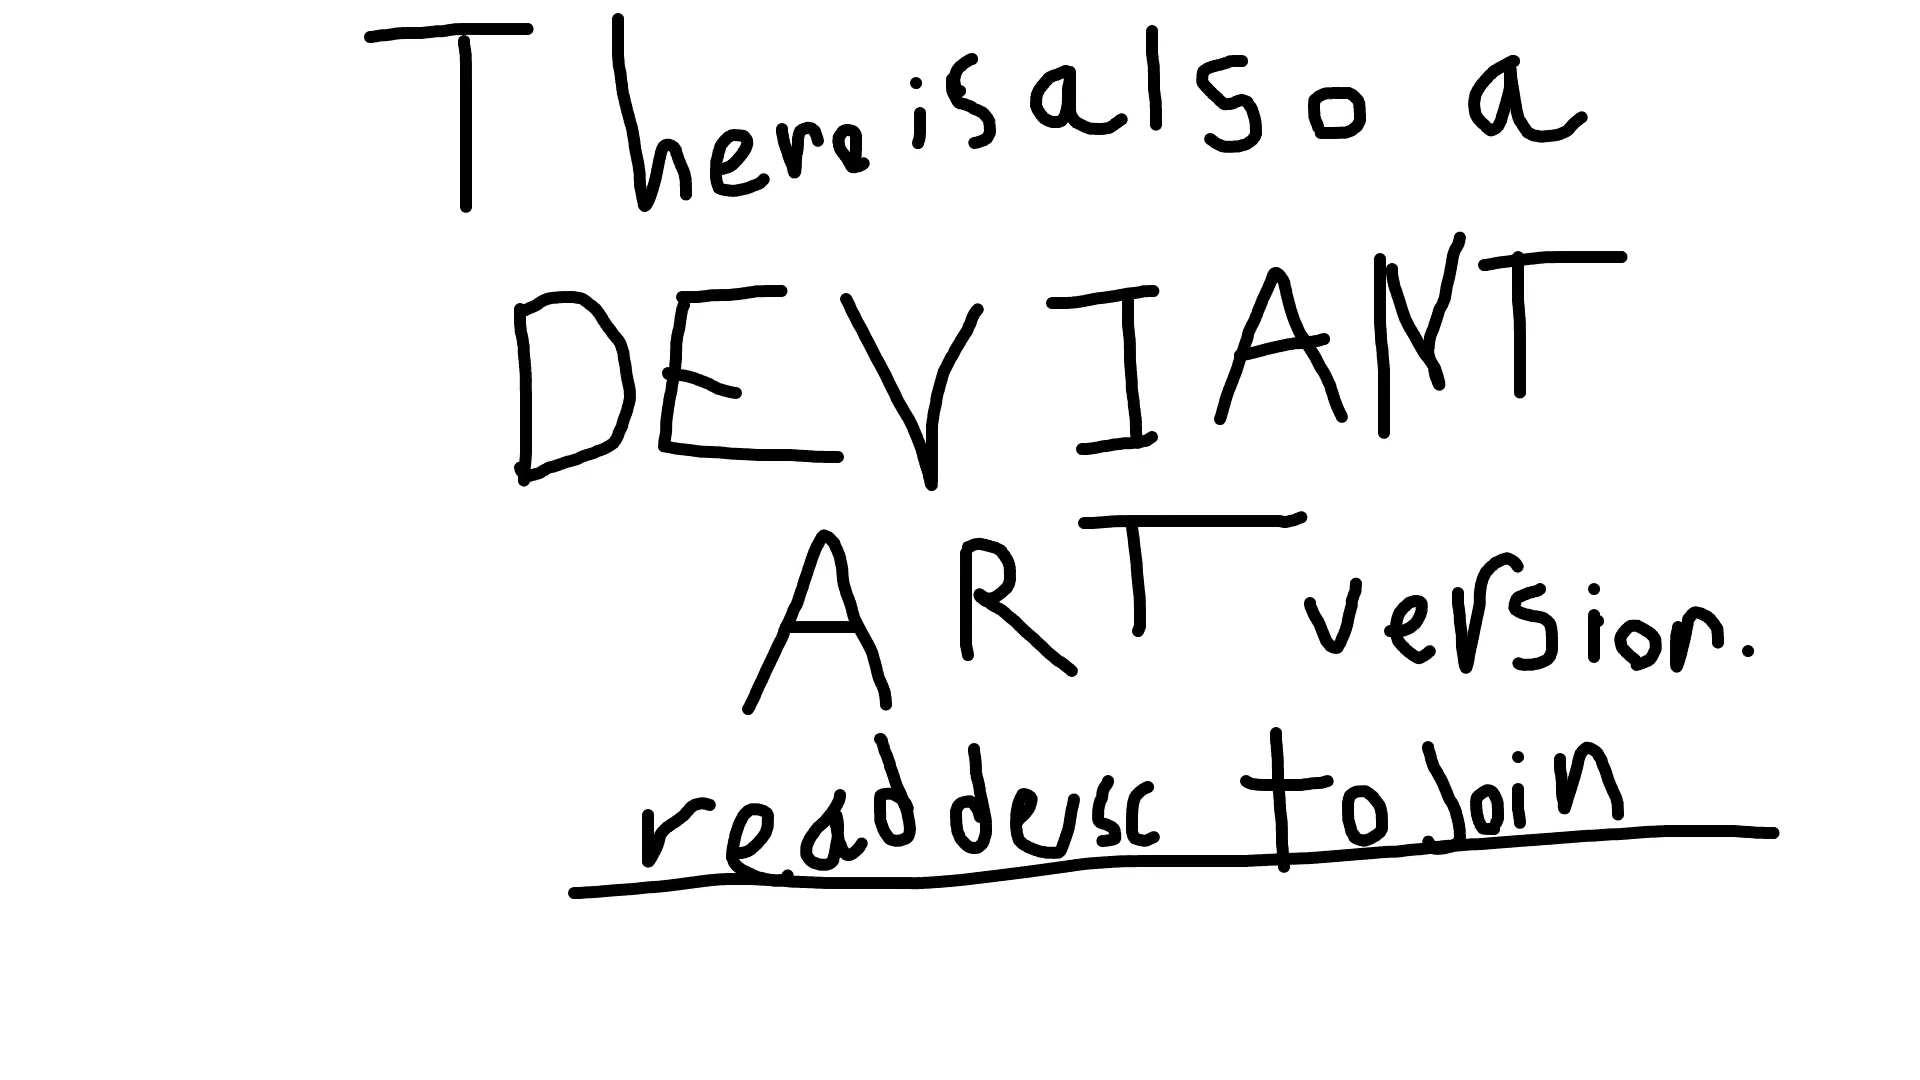 There is also a
DEVIANT
ART version.
read desc to join